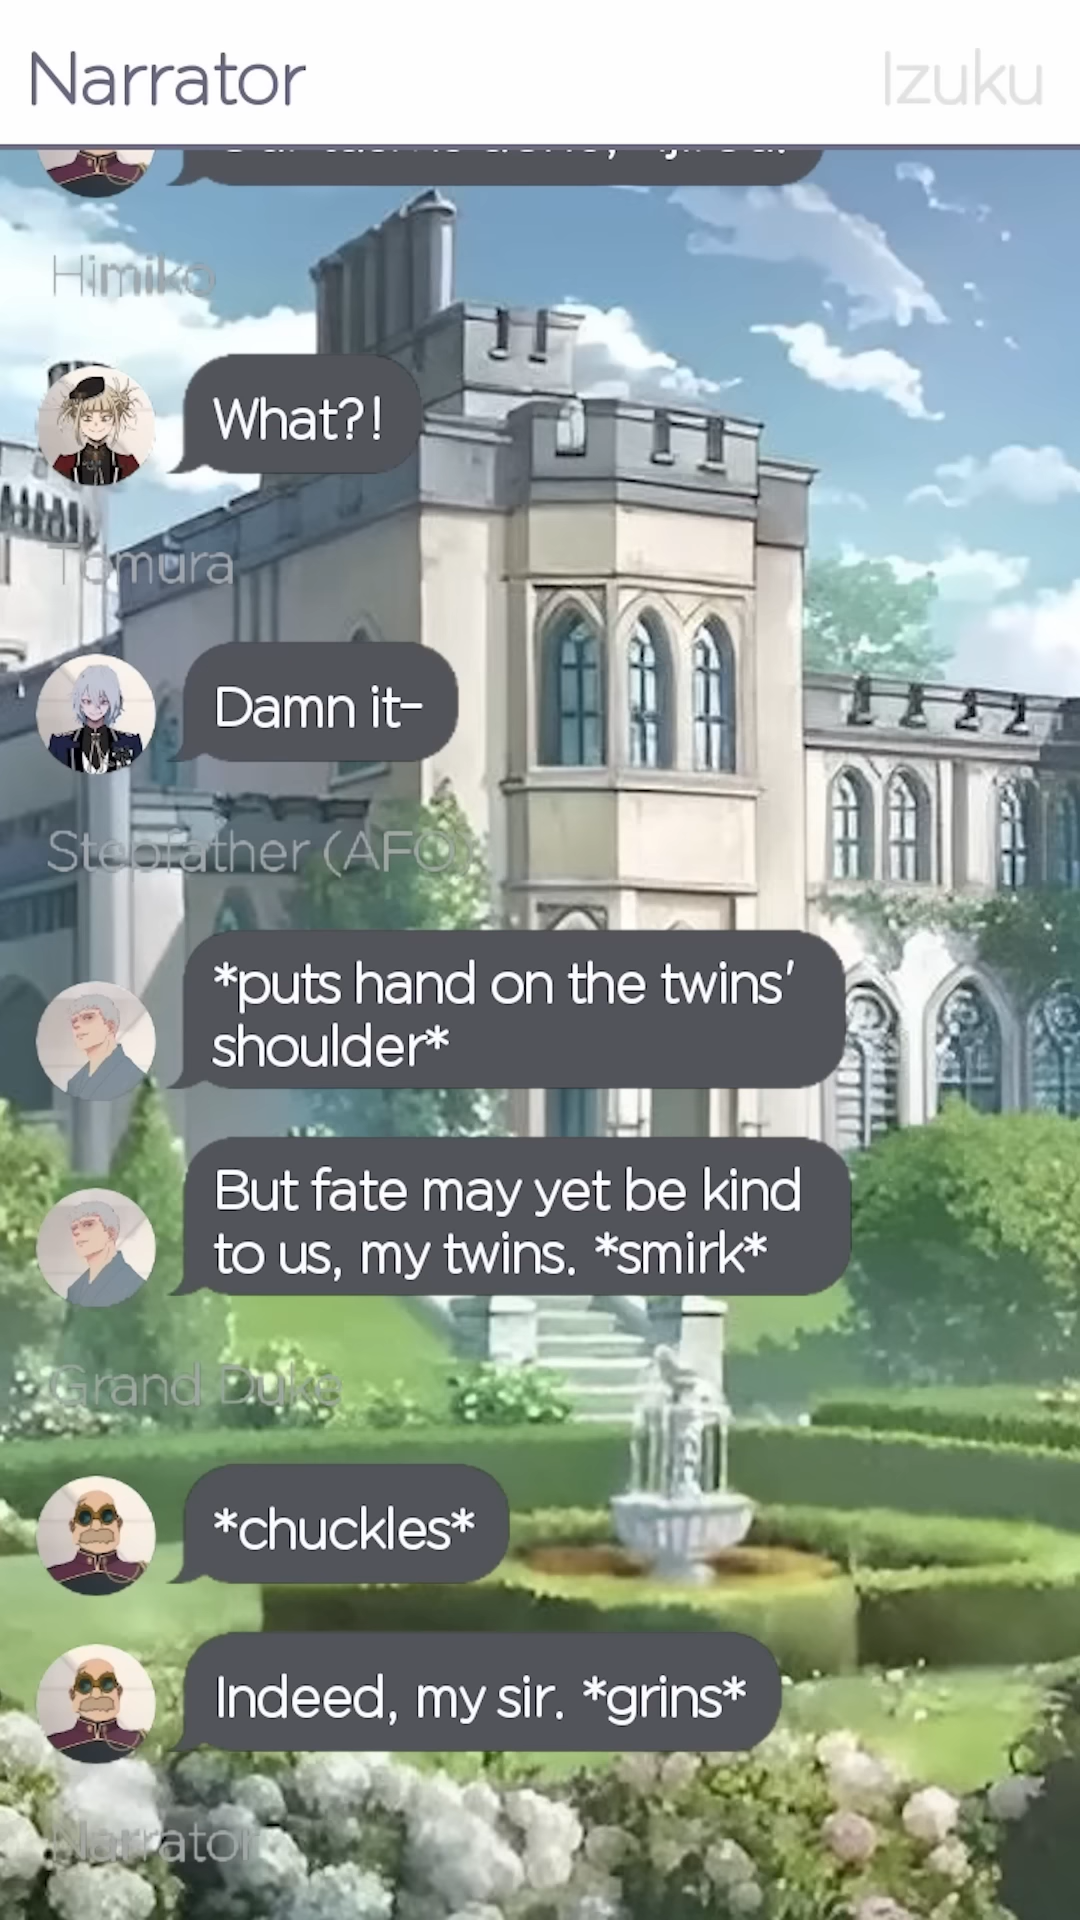 Narrator
Izuku
Himiko
What?!
Tomura
Damn it-
Stepfather (AFO)
*puts hand on the twins'
shoulder*
But fate may yet be kind
to us, my twins. *smirk*
Grand Duke
*chuckles*
Indeed, my sir. *grins*
Narrator